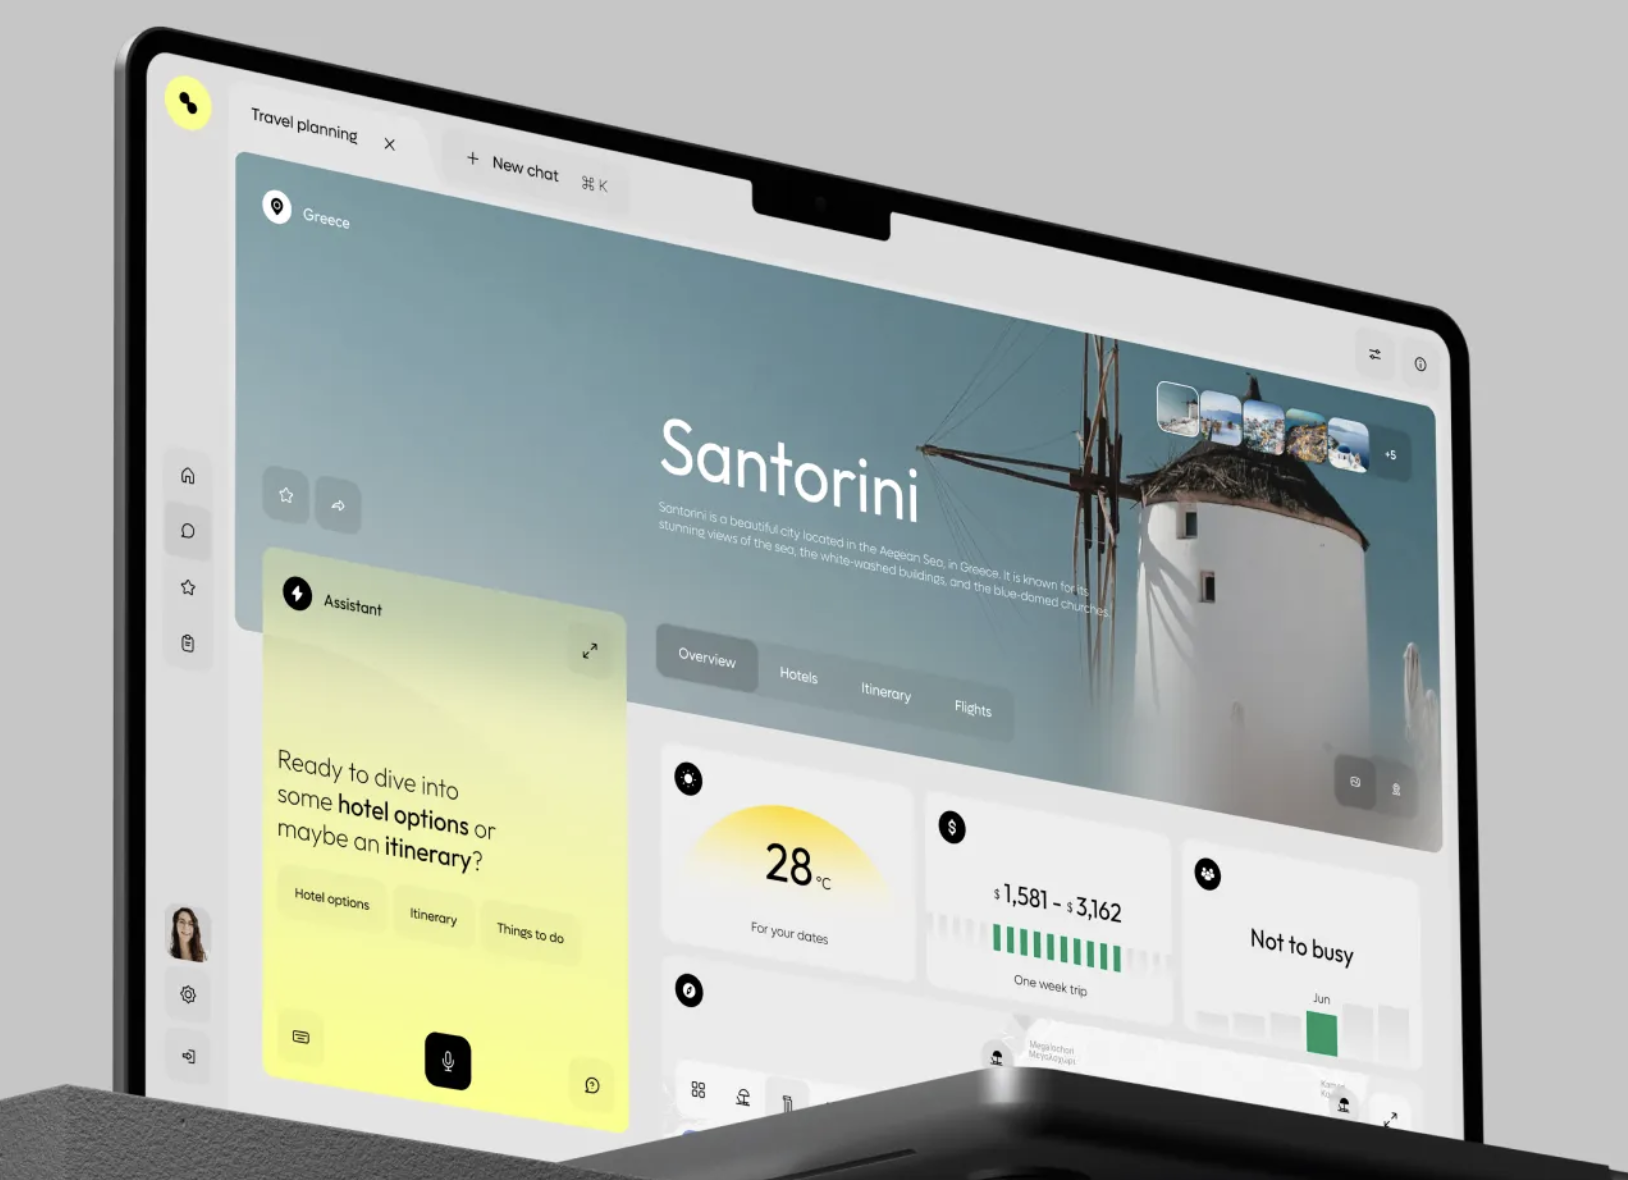 Travel planning
New chat
⌘ K
Greece
+5
Santorini
Santorini is a beautiful city located in the Aegean Sea, in Greece. It is known for its
stunning views of the sea, the white-washed buildings, and the blue-domed churches.
Assistant
Overview
Hotels
Itinerary
Flights
Ready to dive into
some hotel options or
maybe an itinerary?
Hotel options
Itinerary
Things to do
28 °C
For your dates
$ 1,581 - $ 3,162
One week trip
Not to busy
Jun
Megalochori
Μεγαλοχώρι